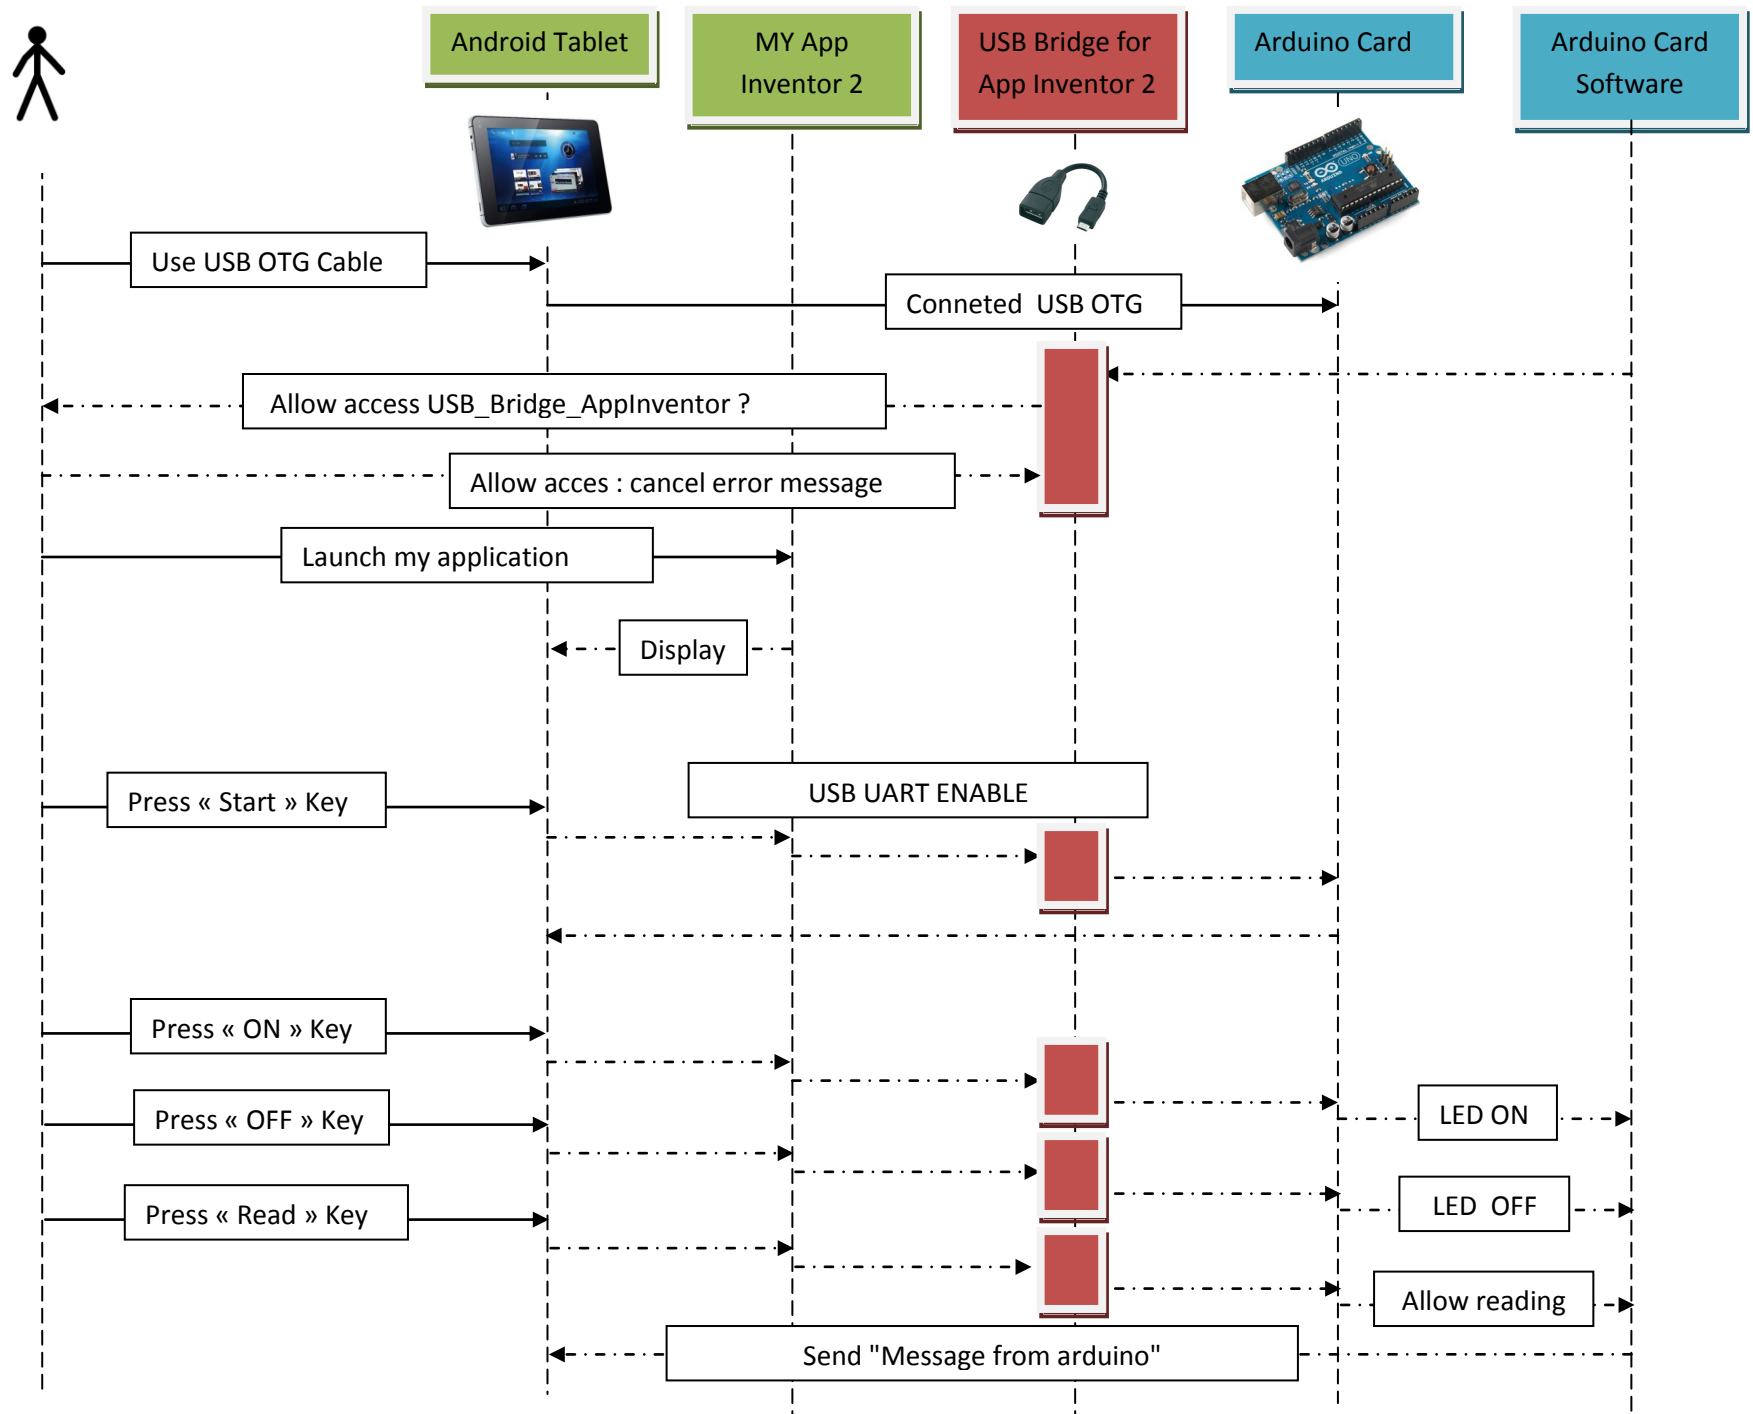 Android Tablet
MY App
Inventor 2
USB Bridge for
App Inventor 2
Arduino Card
Arduino Card
Software
UNO
ARDUINO
Use USB OTG Cable
Conneted  USB OTG
Allow access USB_Bridge_AppInventor ?
Allow acces : cancel error message
Launch my application
Display
Press « Start » Key
USB UART ENABLE
Press « ON » Key
LED ON
Press « OFF » Key
LED  OFF
Press « Read » Key
Allow reading
Send "Message from arduino"